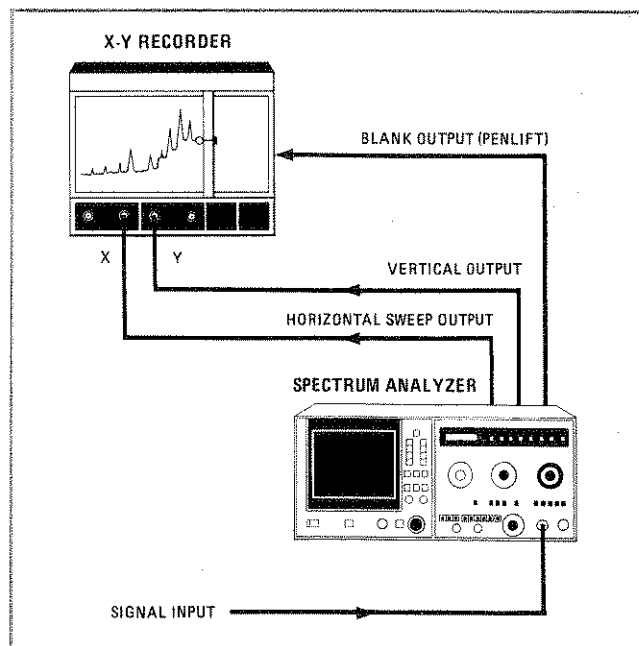 X-Y RECORDER
BLANK OUTPUT (PENLIFT)
X
Y
VERTICAL OUTPUT
HORIZONTAL SWEEP OUTPUT
SPECTRUM ANALYZER
SIGNAL INPUT